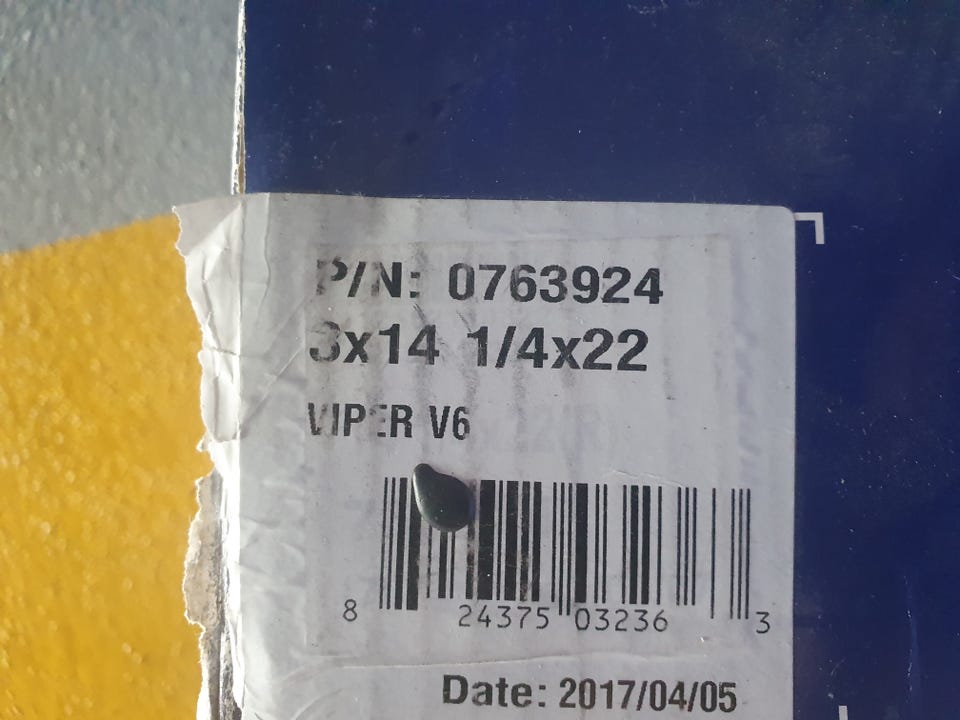 P/N: 0763924
3x14 1/4x22
VIPER V6
8 24375 03236 3
Date: 2017/04/05